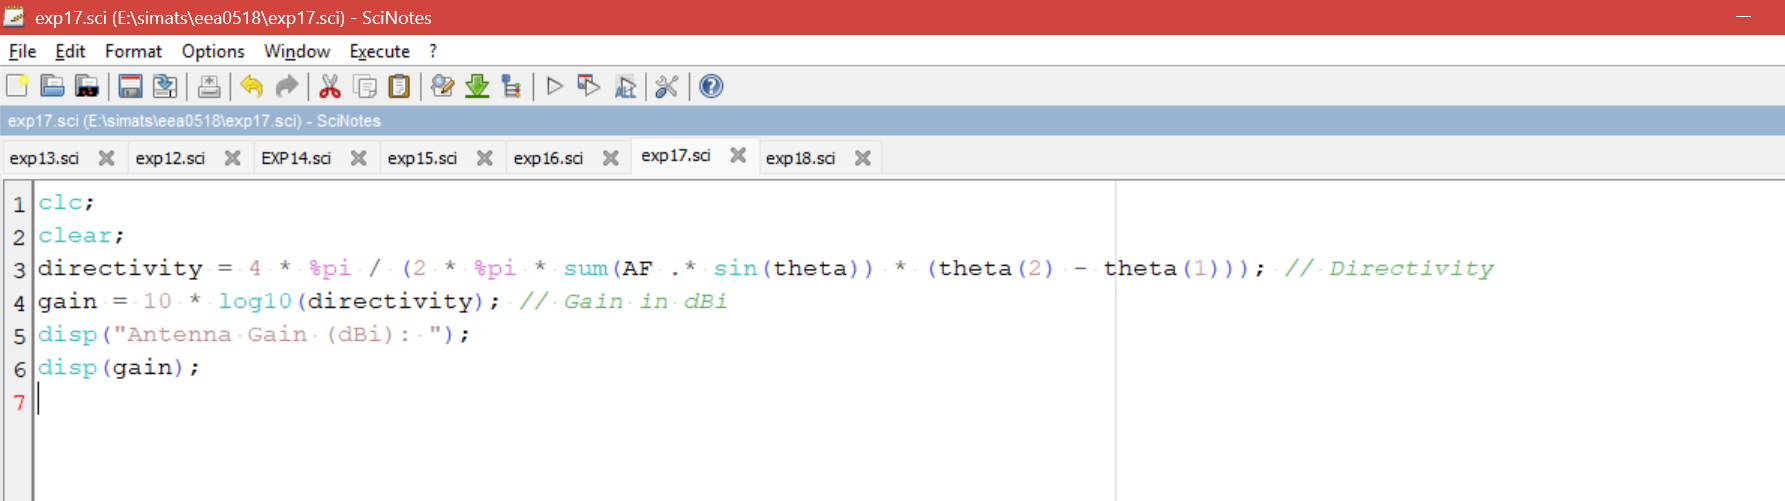 exp17.sci (E:\simats\eea0518\exp17.sci) - SciNotes
File Edit Format Options Window Execute ?
exp17.sci (E:\simats\eea0518\exp17.sci) - SciNotes
exp13.sci exp12.sci EXP14.sci exp15.sci exp16.sci exp17.sci exp18.sci
1 clc;
2 clear;
3 directivity = 4 * %pi / (2 * %pi * sum(AF .* sin(theta)) * (theta(2) - theta(1))); // Directivity
4 gain = 10 * log10(directivity); // Gain in dBi
5 disp("Antenna Gain (dBi): ");
6 disp(gain);
7